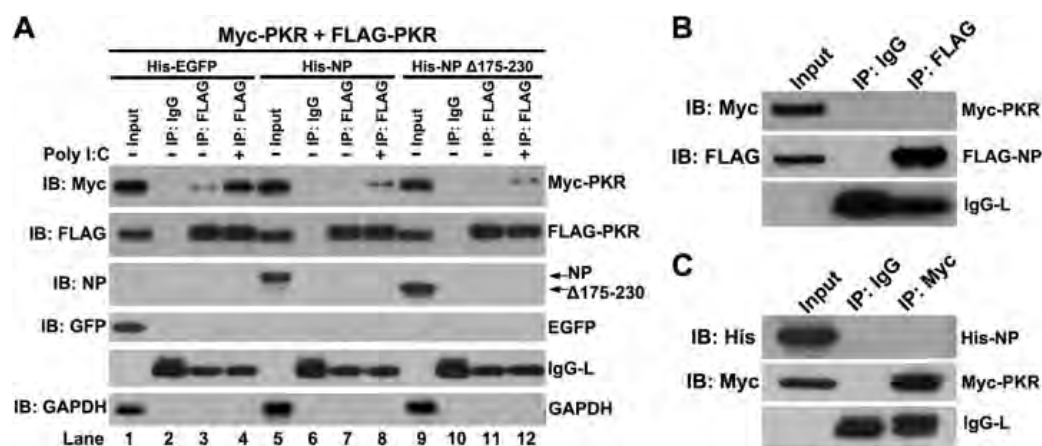 A
Myc-PKR + FLAG-PKR
His-EGFP His-NP His-NP Δ175-230
Input IP: IgG IP: FLAG IP: FLAG Input IP: IgG IP: FLAG IP: FLAG Input IP: IgG IP: FLAG IP: FLAG
Poly I:C - - - + - - - + - - - +
IB: Myc Myc-PKR
IB: FLAG FLAG-PKR
IB: NP NP
Δ175-230
IB: GFP EGFP
IgG-L
IB: GAPDH GAPDH
Lane 1 2 3 4 5 6 7 8 9 10 11 12
B
Input IP: IgG IP: FLAG
IB: Myc Myc-PKR
IB: FLAG FLAG-NP
IgG-L
C
Input IP: IgG IP: Myc
IB: His His-NP
IB: Myc Myc-PKR
IgG-L